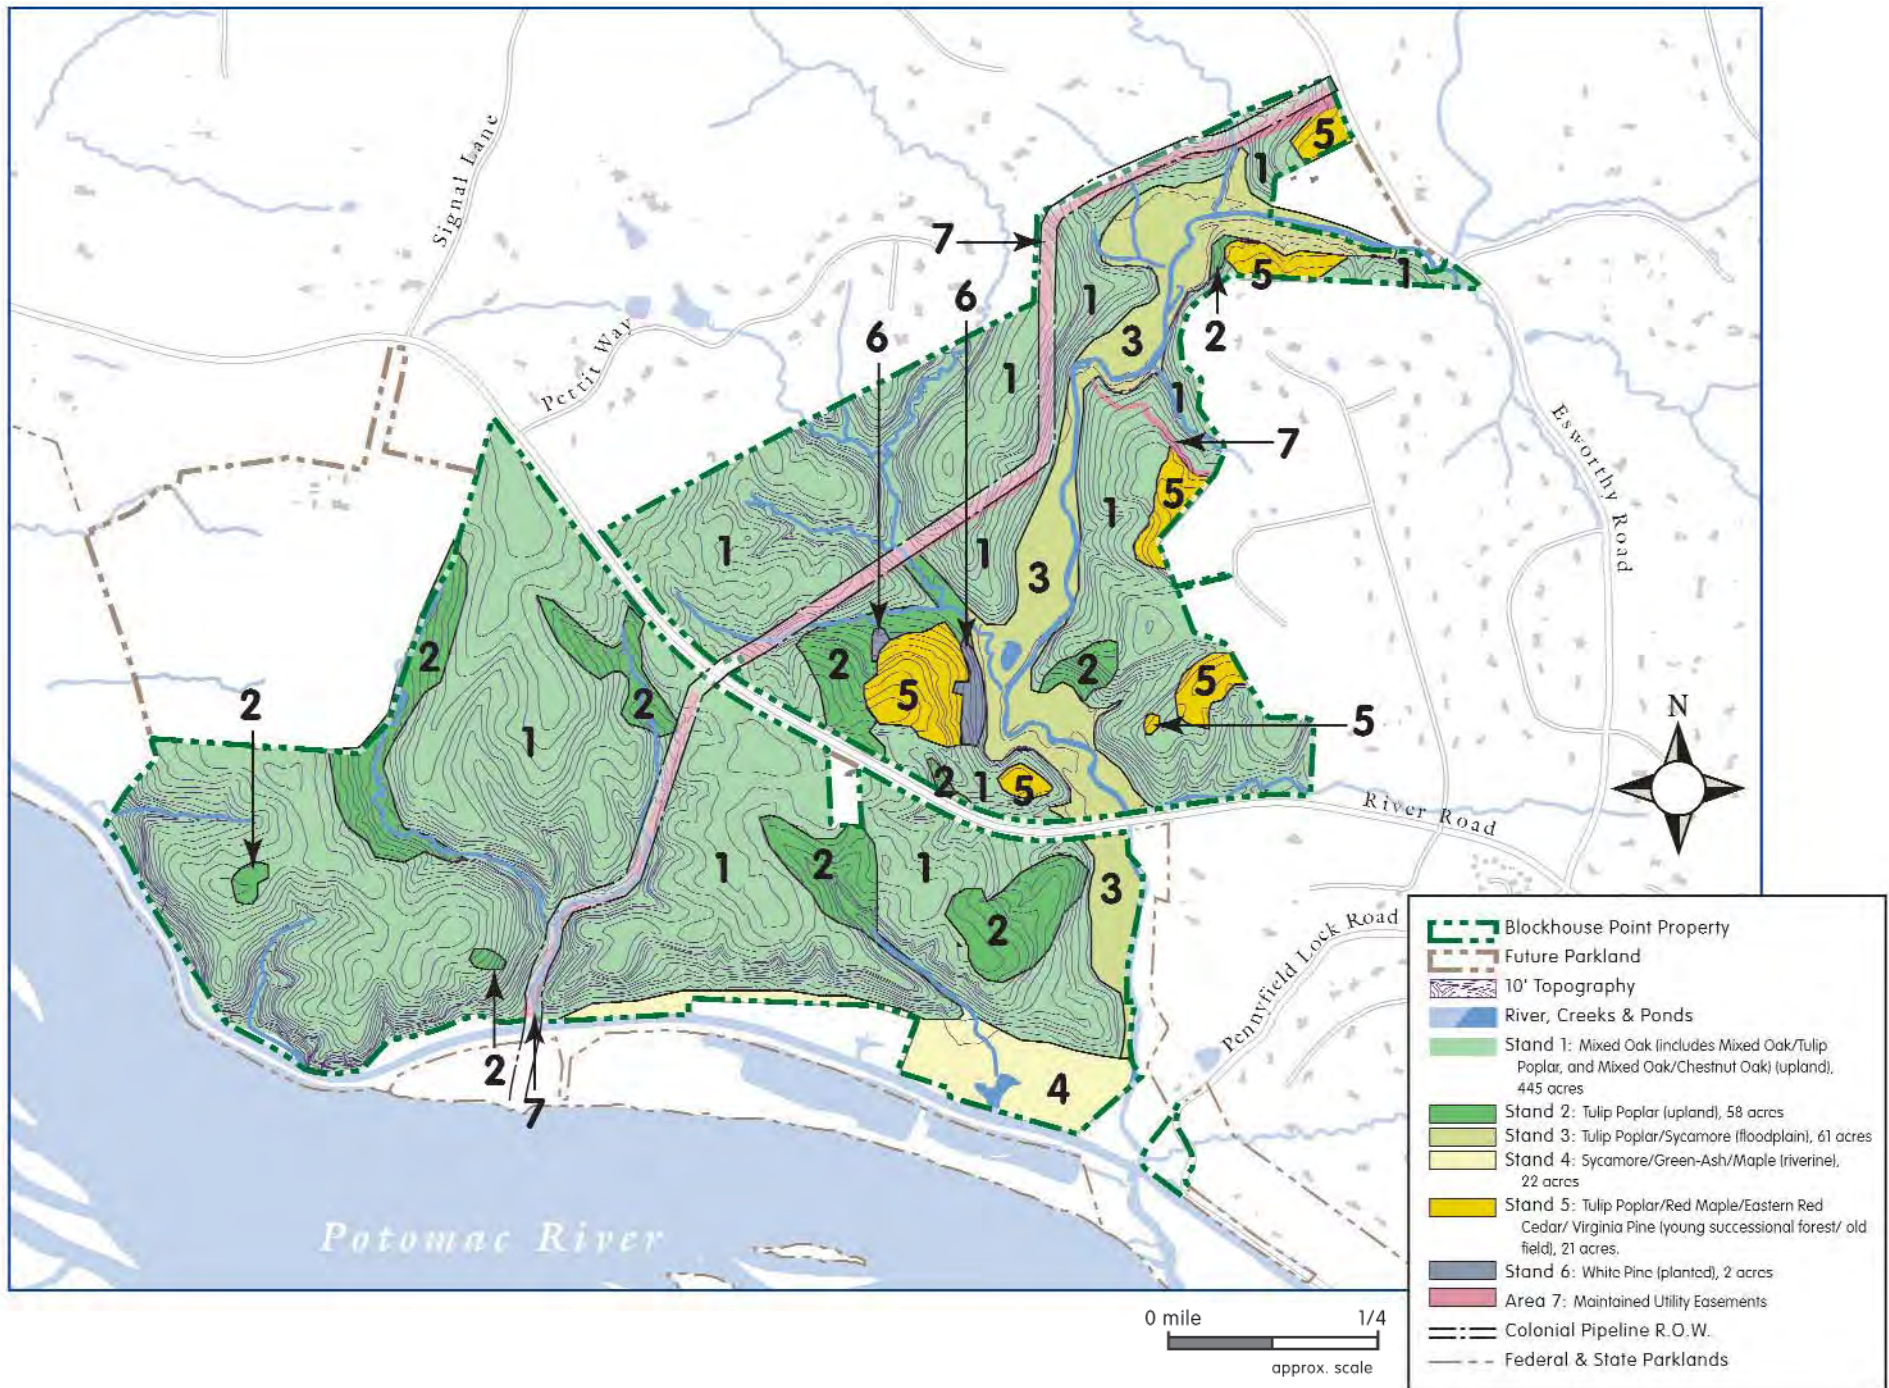 5
1
Signal Lane
7
5
1
6
1
2
6
3
2
Pettit Way
1
1
7
Esworthy Road
5
1
1
1
3
2
2
2
5
2
2
5
5
1
N
2
1
5
River Road
1
2
1
3
2
2
4
7
Pennyfield Lock Road
Potomac River
Blockhouse Point Property
Future Parkland
10' Topography
River, Creeks & Ponds
Stand 1: Mixed Oak (includes Mixed Oak/Tulip
Poplar, and Mixed Oak/Chestnut Oak) (upland),
445 acres
Stand 2: Tulip Poplar (upland), 58 acres
Stand 3: Tulip Poplar/Sycamore (floodplain), 61 acres
Stand 4: Sycamore/Green-Ash/Maple (riverine),
22 acres
Stand 5: Tulip Poplar/Red Maple/Eastern Red
Cedar/ Virginia Pine (young successional forest/ old
field), 21 acres.
Stand 6: White Pine (planted), 2 acres
Area 7: Maintained Utility Easements
Colonial Pipeline R.O.W.
Federal & State Parklands
0 mile 1/4
approx. scale